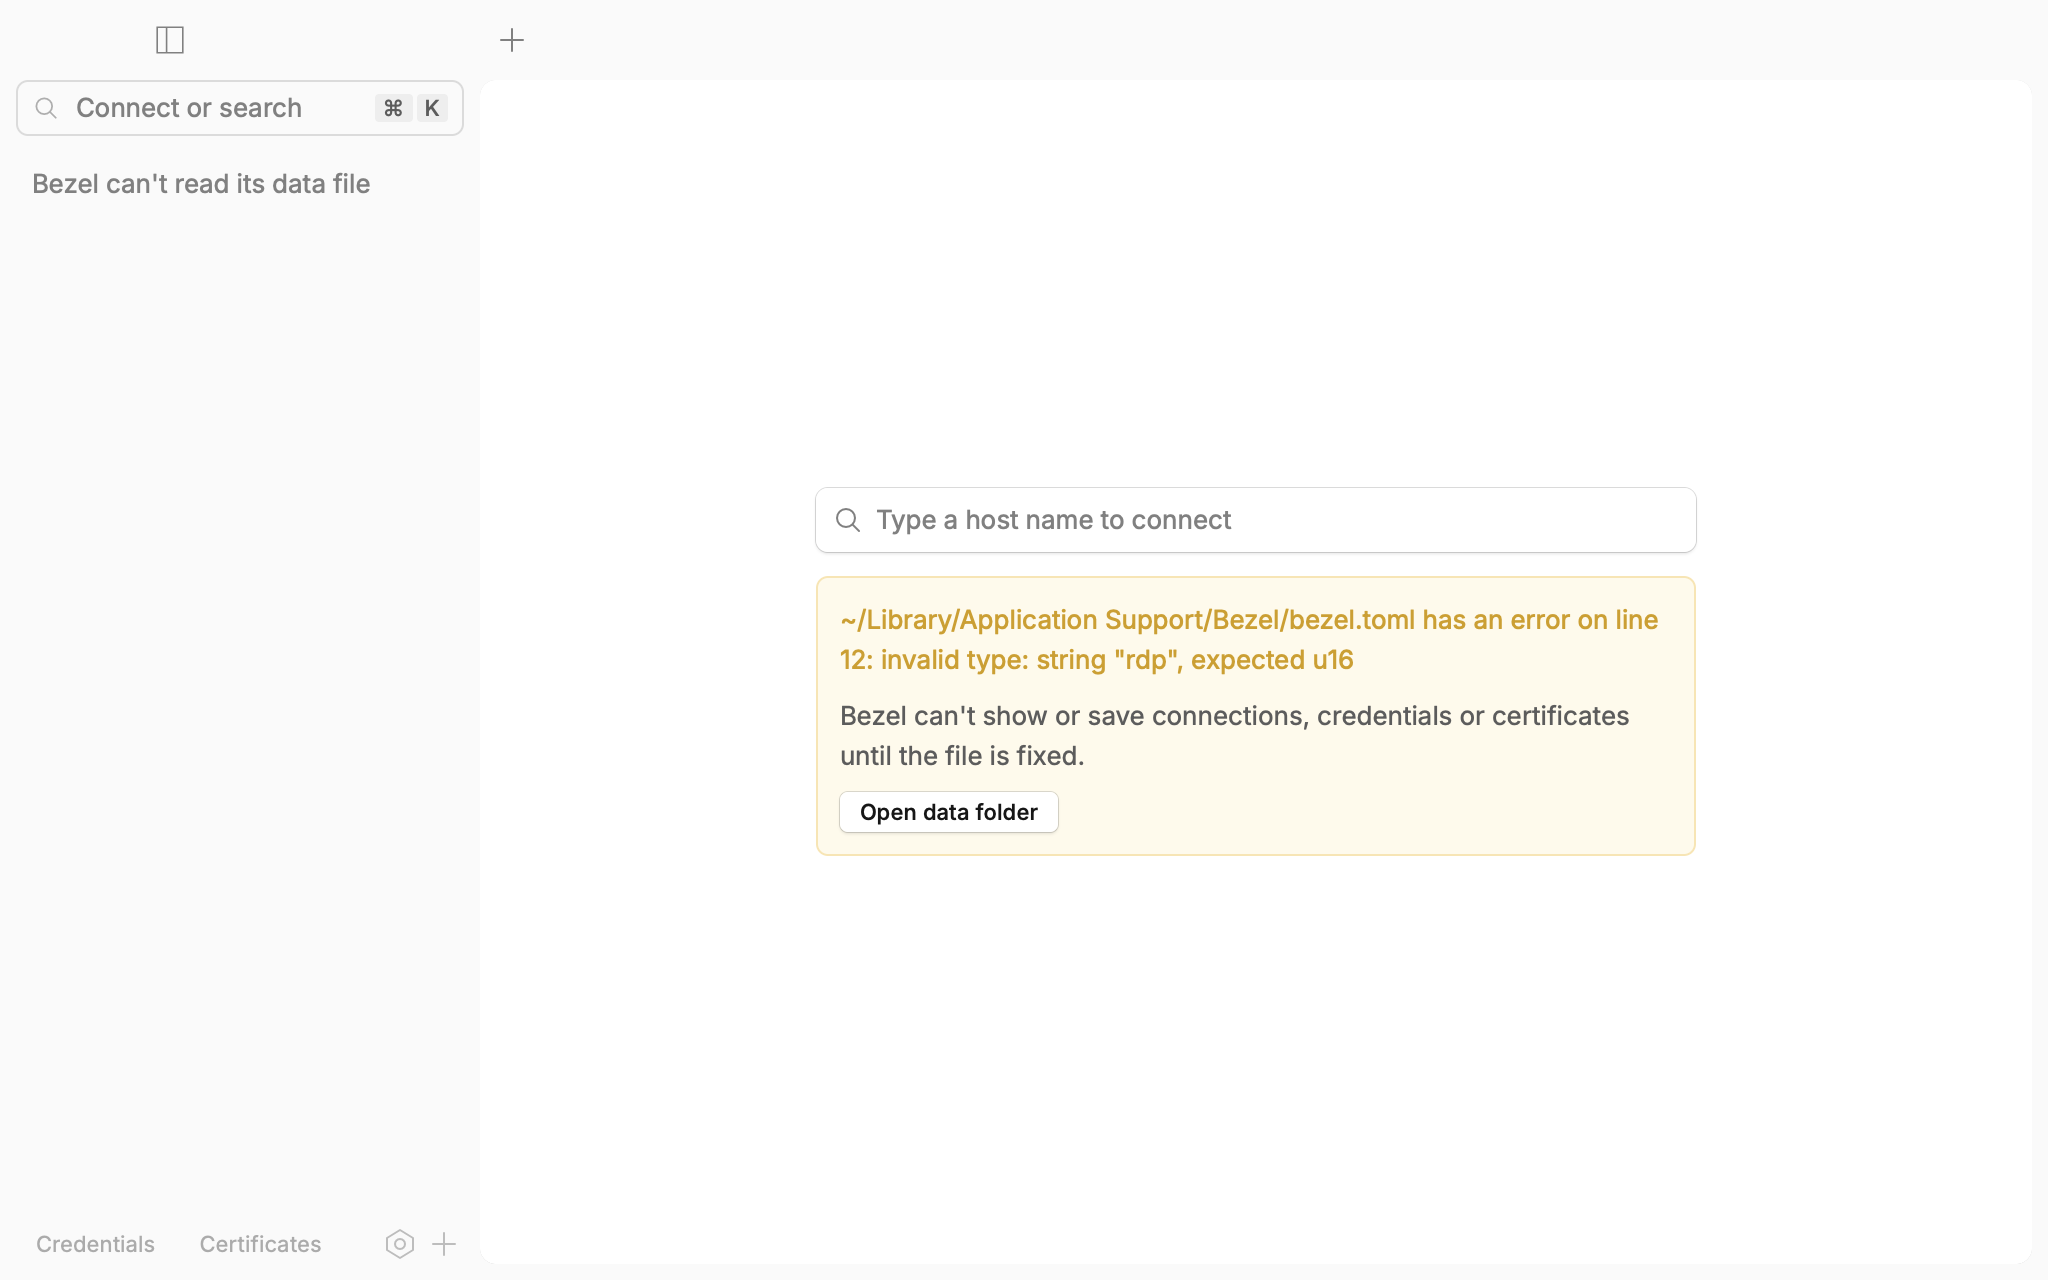 Connect or search ⌘ K
Bezel can't read its data file
Type a host name to connect
~/Library/Application Support/Bezel/bezel.toml has an error on line
12: invalid type: string "rdp", expected u16
Bezel can't show or save connections, credentials or certificates
until the file is fixed.
Open data folder
Credentials Certificates